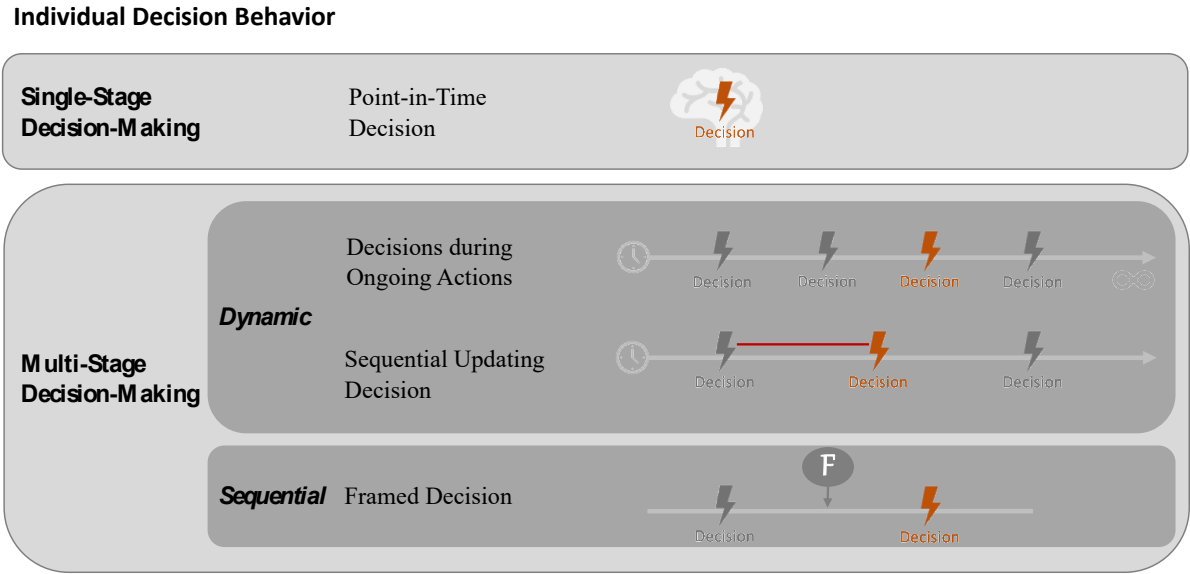 Individual Decision Behavior
Single-Stage
Decision-Making
Point-in-Time
Decision
Decision
Multi-Stage
Decision-Making
Dynamic
Decisions during
Ongoing Actions
Decision
Decision
Decision
Decision
Sequential Updating
Decision
Decision
Decision
Decision
Sequential
Framed Decision
F
Decision
Decision